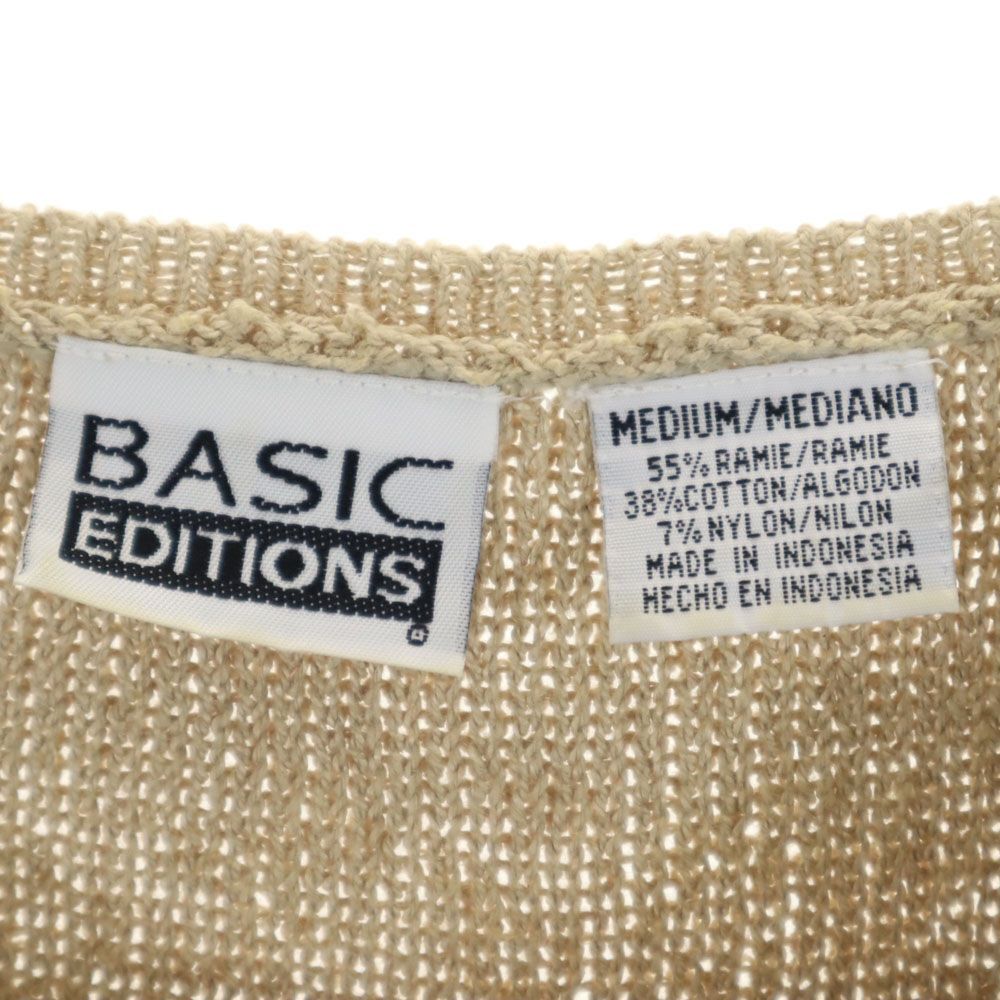 BASIC
EDITIONS
MEDIUM/MEDIANO
55% RAMIE/RAMIE
38%COTTON/ALGODON
7% NYLON/NILON
MADE IN INDONESIA
HECHO EN INDONESIA